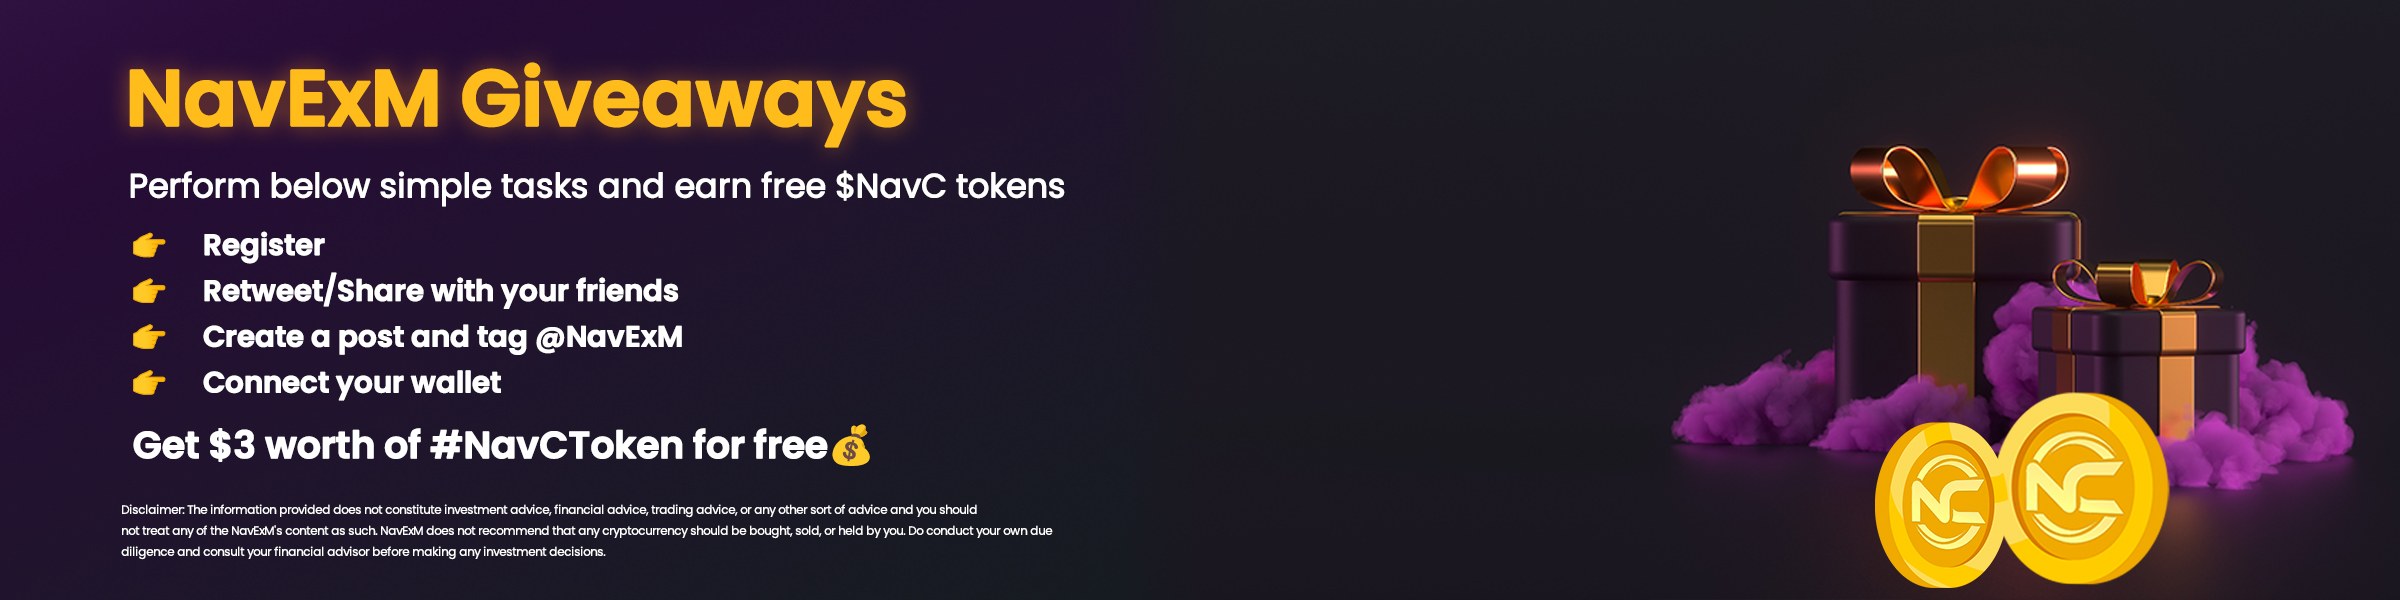 NavExM Giveaways
Perform below simple tasks and earn free $NavC tokens
👉 Register
👉 Retweet/Share with your friends
👉 Create a post and tag @NavExM
👉 Connect your wallet
Get $3 worth of #NavCToken for free💰
Disclaimer: The information provided does not constitute investment advice, financial advice, trading advice, or any other sort of advice and you should
not treat any of the NavExM's content as such. NavExM does not recommend that any cryptocurrency should be bought, sold, or held by you. Do conduct your own due
diligence and consult your financial advisor before making any investment decisions.
NC
NC